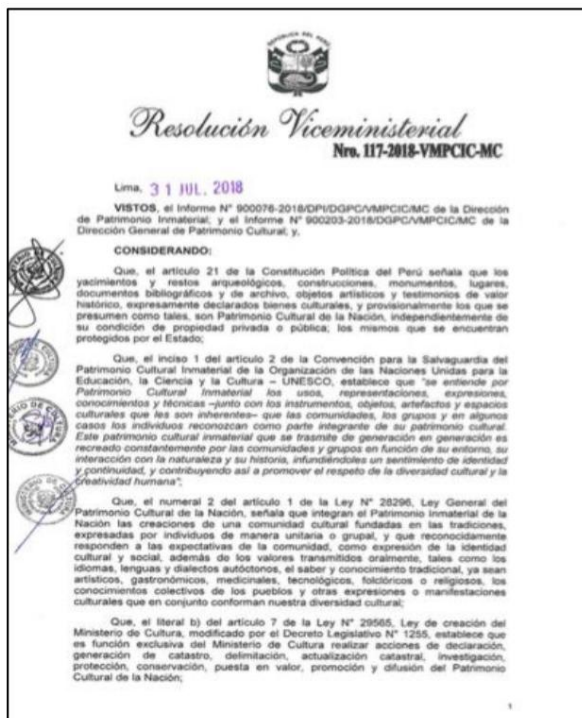 REPÚBLICA DEL PERÚ
Resolución Viceministerial
Nro. 117-2018-VMPCIC-MC
Lima, 31 JUL. 2018
VISTOS, el Informe N° 900076-2018/DPI/DGPC/VMPCIC/MC de la Dirección
de Patrimonio Inmaterial; y el Informe N° 900203-2018/DGPC/VMPCIC/MC de la
Dirección General de Patrimonio Cultural; y,
CONSIDERANDO:
Que, el artículo 21 de la Constitución Política del Perú señala que los
yacimientos y restos arqueológicos, construcciones, monumentos, lugares,
documentos bibliográficos y de archivo, objetos artísticos y testimonios de valor
histórico, expresamente declarados bienes culturales, y provisionalmente los que se
presumen como tales, son Patrimonio Cultural de la Nación, independientemente de
su condición de propiedad privada o pública; los mismos que se encuentran
protegidos por el Estado;
Que, el inciso 1 del artículo 2 de la Convención para la Salvaguardia del
Patrimonio Cultural Inmaterial de la Organización de las Naciones Unidas para la
Educación, la Ciencia y la Cultura – UNESCO, establece que "se entiende por
Patrimonio Cultural Inmaterial los usos, representaciones, expresiones,
conocimientos y técnicas –junto con los instrumentos, objetos, artefactos y espacios
culturales que les son inherentes– que las comunidades, los grupos y en algunos
casos los individuos reconozcan como parte integrante de su patrimonio cultural.
Este patrimonio cultural inmaterial que se trasmite de generación en generación es
recreado constantemente por las comunidades y grupos en función de su entorno, su
interacción con la naturaleza y su historia, infundiéndoles un sentimiento de identidad
y continuidad, y contribuyendo así a promover el respeto de la diversidad cultural y la
creatividad humana";
Que, el numeral 2 del artículo 1 de la Ley N° 28296, Ley General del
Patrimonio Cultural de la Nación, señala que integran el Patrimonio Inmaterial de la
Nación las creaciones de una comunidad cultural fundadas en las tradiciones,
expresadas por individuos de manera unitaria o grupal, y que reconocidamente
responden a las expectativas de la comunidad, como expresión de la identidad
cultural y social, además de los valores transmitidos oralmente, tales como los
idiomas, lenguas y dialectos autóctonos, el saber y conocimiento tradicional, ya sean
artísticos, gastronómicos, medicinales, tecnológicos, folclóricos o religiosos, los
conocimientos colectivos de los pueblos y otras expresiones o manifestaciones
culturales que en conjunto conforman nuestra diversidad cultural;
Que, el literal b) del artículo 7 de la Ley N° 29565, Ley de creación del
Ministerio de Cultura, modificado por el Decreto Legislativo N° 1255, establece que
es función exclusiva del Ministerio de Cultura realizar acciones de declaración,
generación de catastro, delimitación, actualización catastral, investigación,
protección, conservación, puesta en valor, promoción y difusión del Patrimonio
Cultural de la Nación;
1